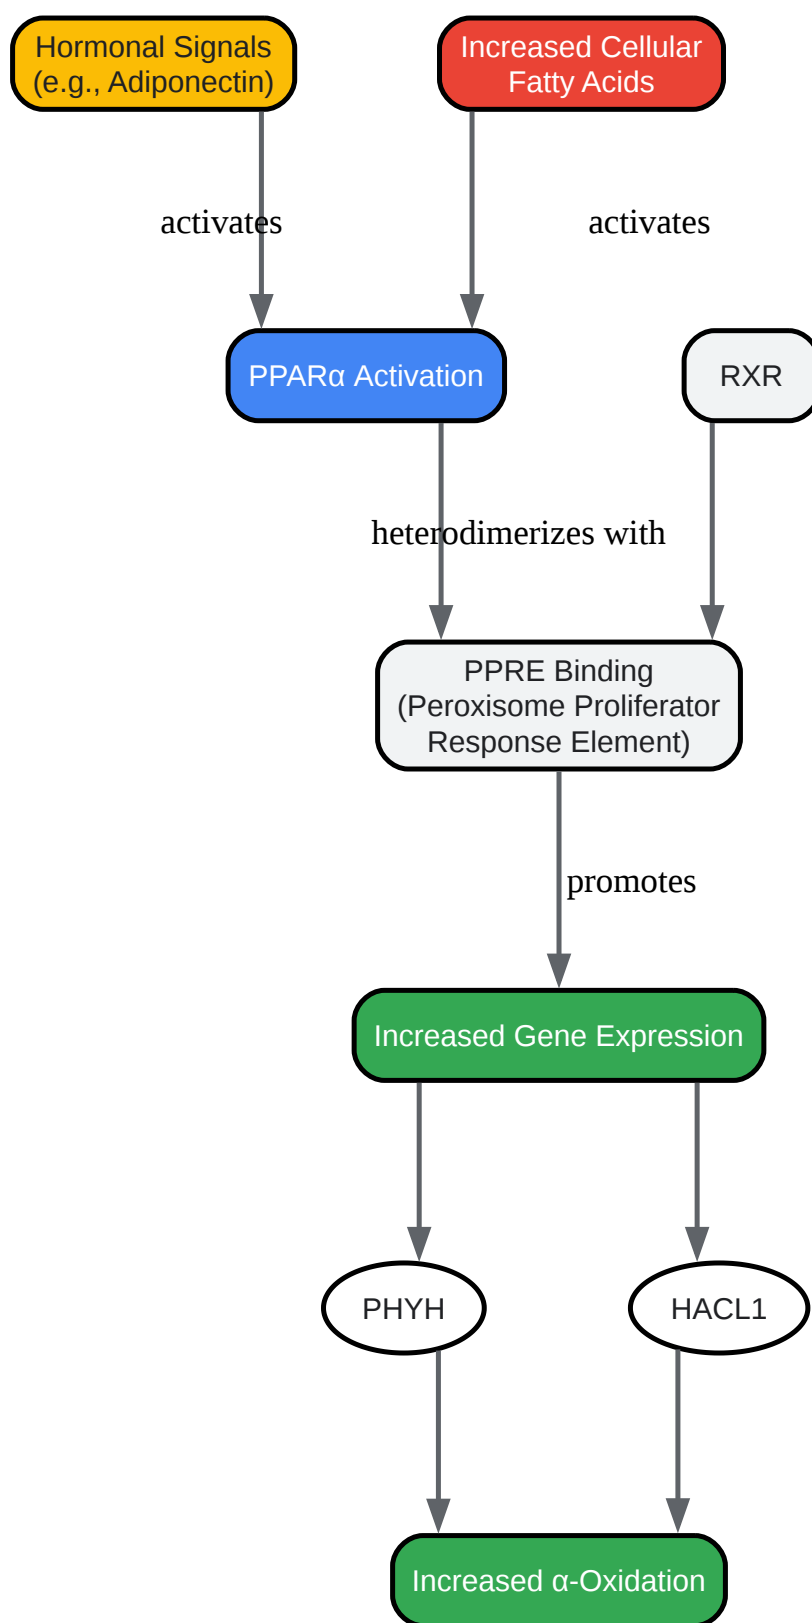 Hormonal Signals
(e.g., Adiponectin)
Increased Cellular
Fatty Acids
activates
activates
PPARα Activation
RXR
heterodimerizes with
PPRE Binding
(Peroxisome Proliferator
Response Element)
promotes
Increased Gene Expression
PHYH
HACL1
Increased α-Oxidation